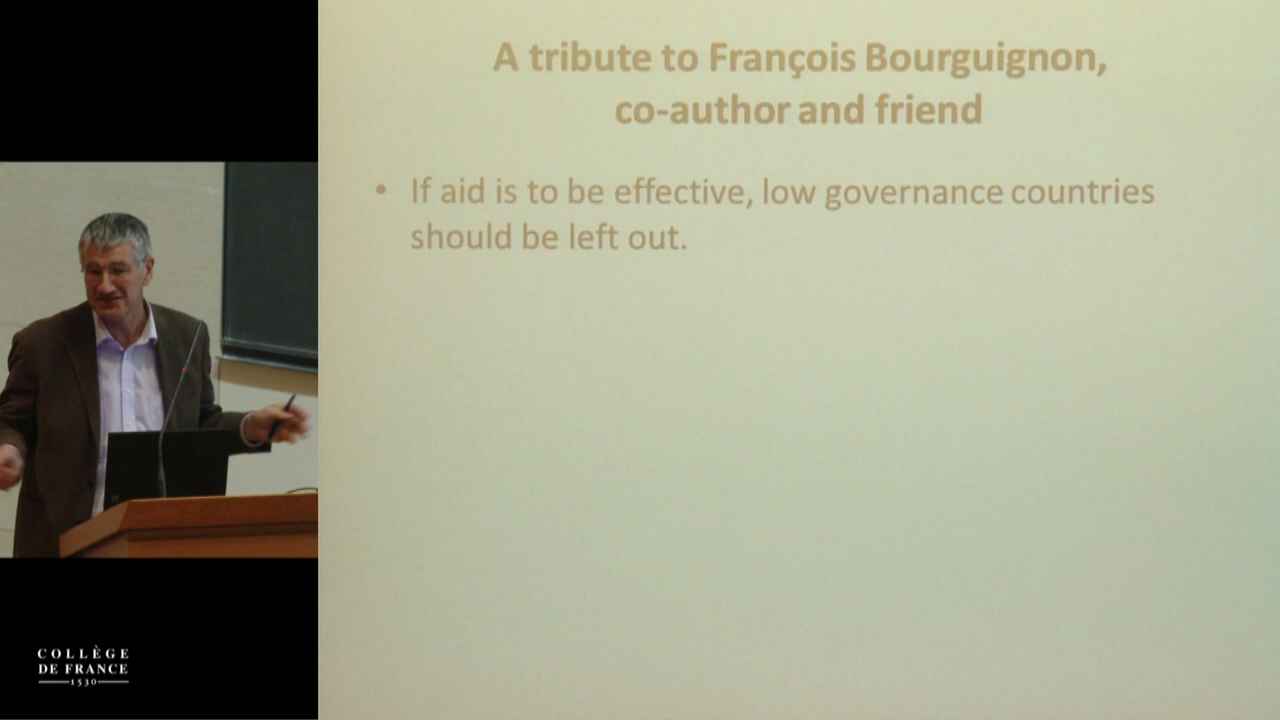 A tribute to François Bourguignon,
co-author and friend
• If aid is to be effective, low governance countries
should be left out.
COLLÈGE
DE FRANCE
1530